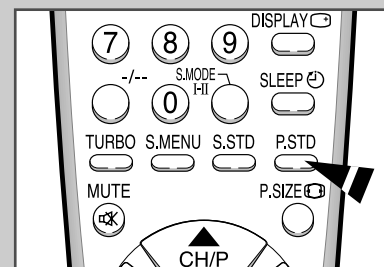 DISPLAY
7 8 9
-/-- S.MODE SLEEP
I-II
0
TURBO S.MENU S.STD P.STD
MUTE P.SIZE
CH/P